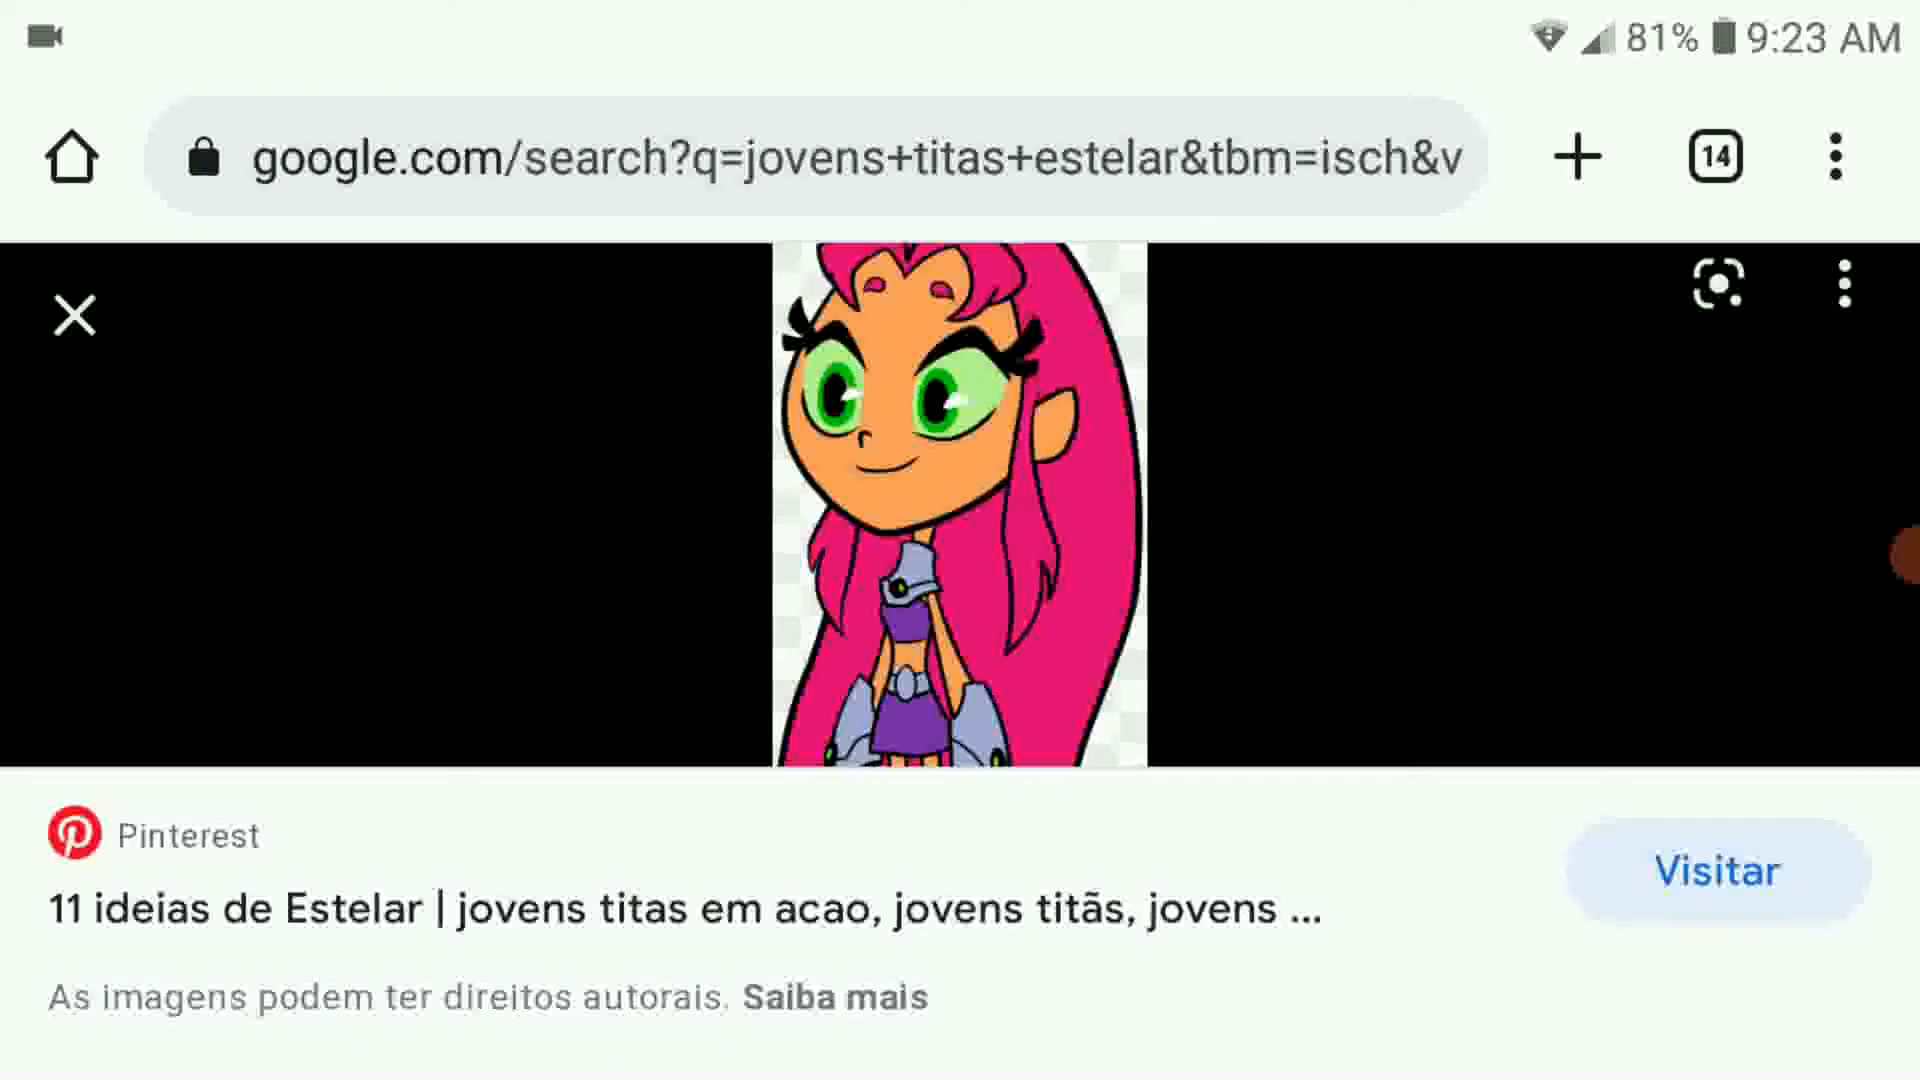 81% 9:23 AM
google.com/search?q=jovens+titas+estelar&tbm=isch&v
14
Pinterest
11 ideias de Estelar | jovens titas em acao, jovens titãs, jovens ...
Visitar
As imagens podem ter direitos autorais. Saiba mais